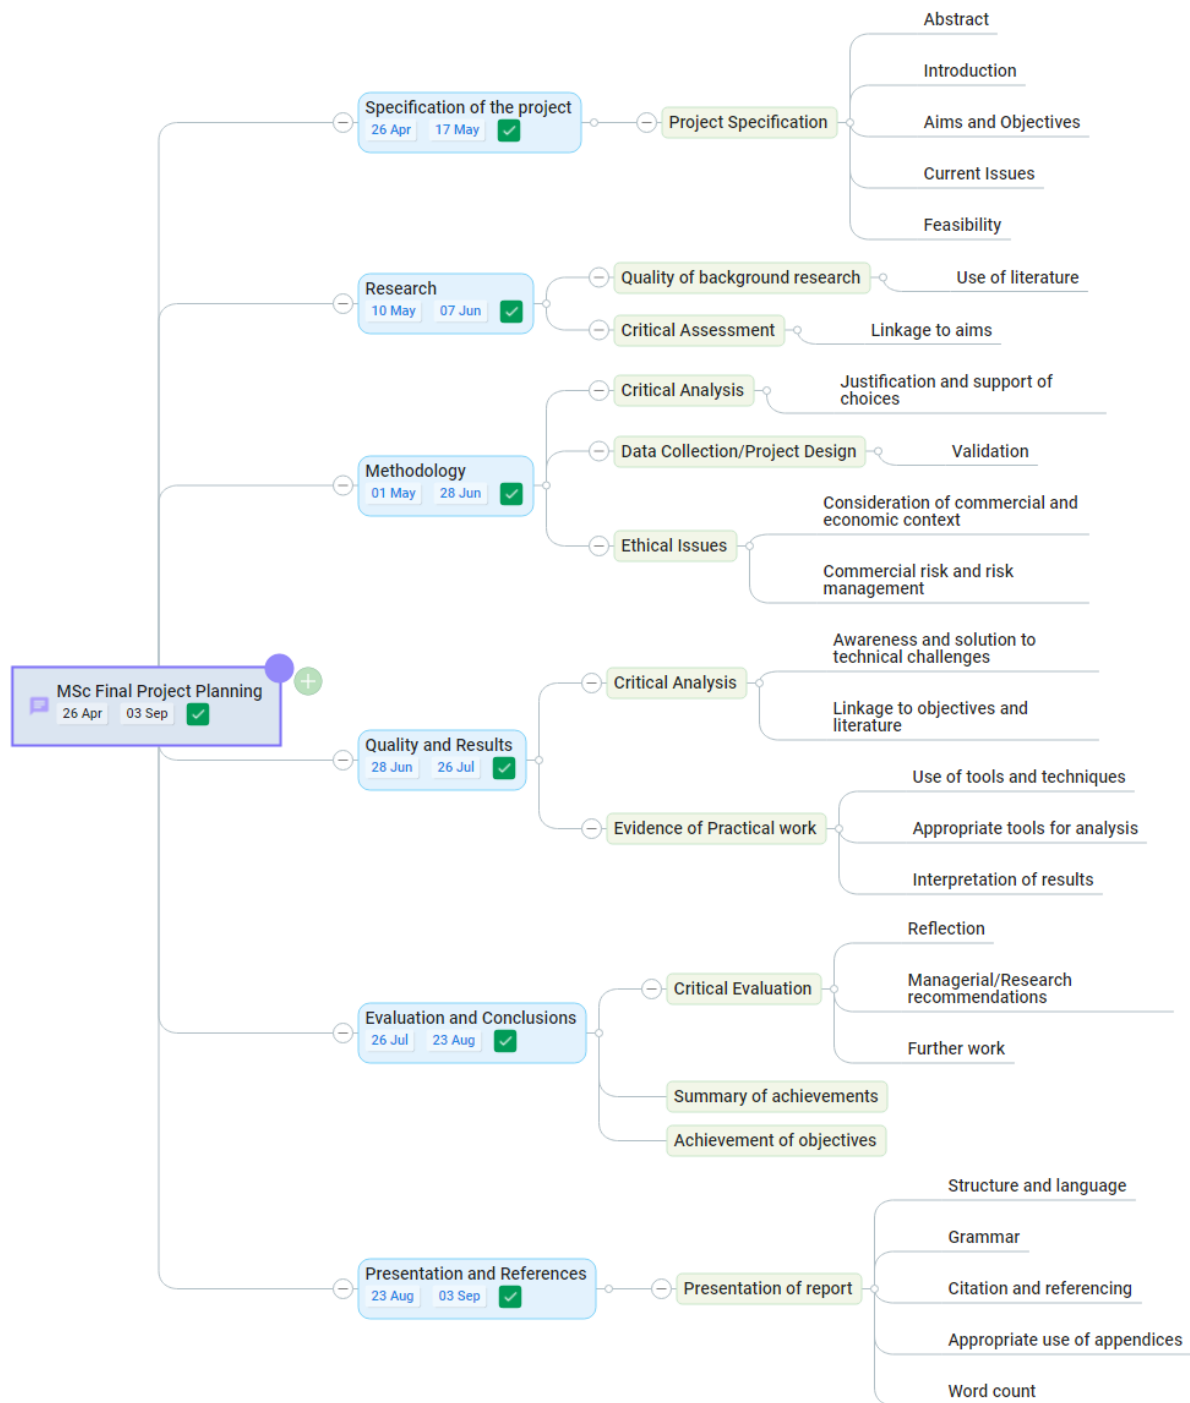 Abstract
Introduction
Specification of the project
26 Apr 17 May
Project Specification
Aims and Objectives
Current Issues
Feasibility
Research
10 May 07 Jun
Quality of background research
Use of literature
Critical Assessment
Linkage to aims
Methodology
01 May 28 Jun
Critical Analysis
Justification and support of
choices
Data Collection/Project Design
Validation
Ethical Issues
Consideration of commercial and
economic context
Commercial risk and risk
management
MSc Final Project Planning
26 Apr 03 Sep
Quality and Results
28 Jun 26 Jul
Critical Analysis
Awareness and solution to
technical challenges
Linkage to objectives and
literature
Evidence of Practical work
Use of tools and techniques
Appropriate tools for analysis
Interpretation of results
Evaluation and Conclusions
26 Jul 23 Aug
Critical Evaluation
Reflection
Managerial/Research
recommendations
Further work
Summary of achievements
Achievement of objectives
Presentation and References
23 Aug 03 Sep
Presentation of report
Structure and language
Grammar
Citation and referencing
Appropriate use of appendices
Word count